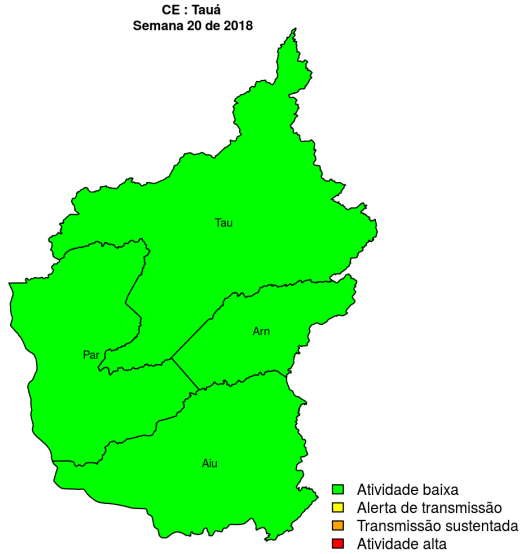 CE : Tauá
Semana 20 de 2018
Tau
Arn
Par
Aiu
Atividade baixa
Alerta de transmissão
Transmissão sustentada
Atividade alta